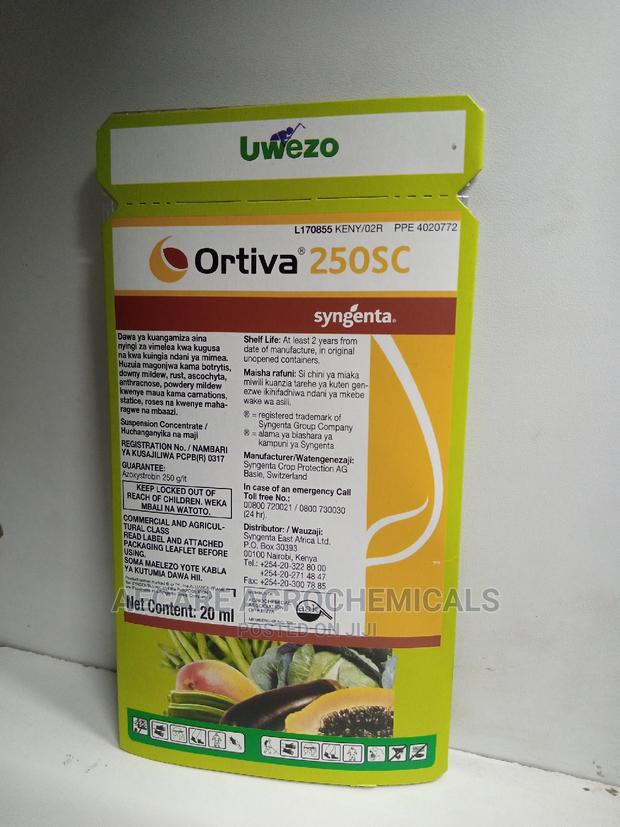 Uwezo
L170855 KENY/02R PPE 4020772
Ortiva® 250SC
syngenta®
Dawa ya kuangamiza aina
nyingi za vimelea kwa kugusa
na kwa kuingia ndani ya mimea.
Huzuia magonjwa kama botrytis,
downy mildew, rust, ascochyta,
anthracnose, powdery mildew
kwenye maua kama carnations,
statice, roses na kwenye maha-
ragwe na mbaazi.
Suspension Concentrate /
Huchanganyika na maji
REGISTRATION No. / NAMBARI
YA KUSAJILIWA PCPB(R) 0317
GUARANTEE:
Azoxystrobin 250 g/lt
KEEP LOCKED OUT OF
REACH OF CHILDREN. WEKA
MBALI NA WATOTO.
COMMERCIAL AND AGRICUL-
TURAL CLASS
READ LABEL AND ATTACHED
PACKAGING LEAFLET BEFORE
USING.
SOMA MAELEZO YOTE KABLA
YA KUTUMIA DAWA HII.
Net Content: 20 ml
Shelf Life: At least 2 years from
date of manufacture, in original
unopened containers.
Maisha rafuni: Si chini ya miaka
miwili kuanzia tarehe ya kuten gen-
ezwe ikihifadhiwa ndani ya mkebe
wake wa asili.
® = registered trademark of
Syngenta Group Company
® = alama ya biashara ya
kampuni ya Syngenta
Manufacturer/Watengenezaji:
Syngenta Crop Protection AG
Basle, Switzerland
In case of an emergency Call
Toll free No.:
00800 720021 / 0800 730030
(24 hr)
Distributor: / Wauzaji:
Syngenta East Africa Ltd.
P.O. Box 30393
00100 Nairobi, Kenya
Tel.: +254-20-322 80 00
+254-20-271 48 47
Fax: +254-20-300 78 85
aak
AGROCHEMICALS
POSTED ON JIJI